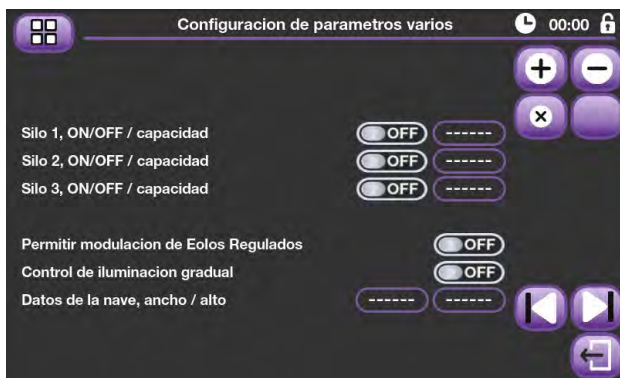 Configuracion de parametros varios 00:00
Silo 1, ON/OFF / capacidad OFF ------
Silo 2, ON/OFF / capacidad OFF ------
Silo 3, ON/OFF / capacidad OFF ------
Permitir modulacion de Eolos Regulados OFF
Control de iluminacion gradual OFF
Datos de la nave, ancho / alto ------ ------